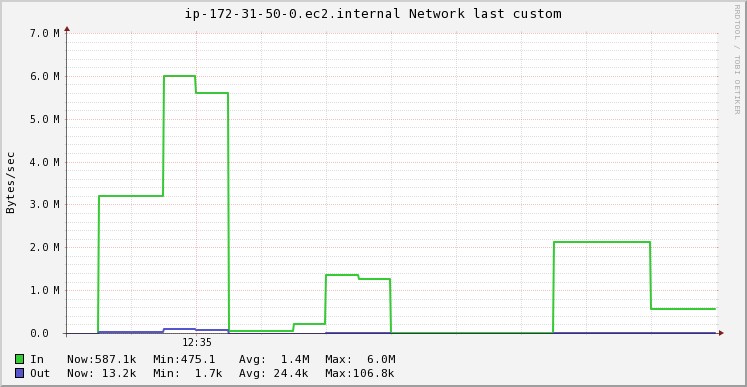 ip-172-31-50-0.ec2.internal Network last custom
RRDTOOL / TOBI OETIKER
Bytes/sec
7.0 M
6.0 M
5.0 M
4.0 M
3.0 M
2.0 M
1.0 M
0.0
12:35
In Now:587.1k Min:475.1 Avg: 1.4M Max: 6.0M
Out Now: 13.2k Min: 1.7k Avg: 24.4k Max:106.8k